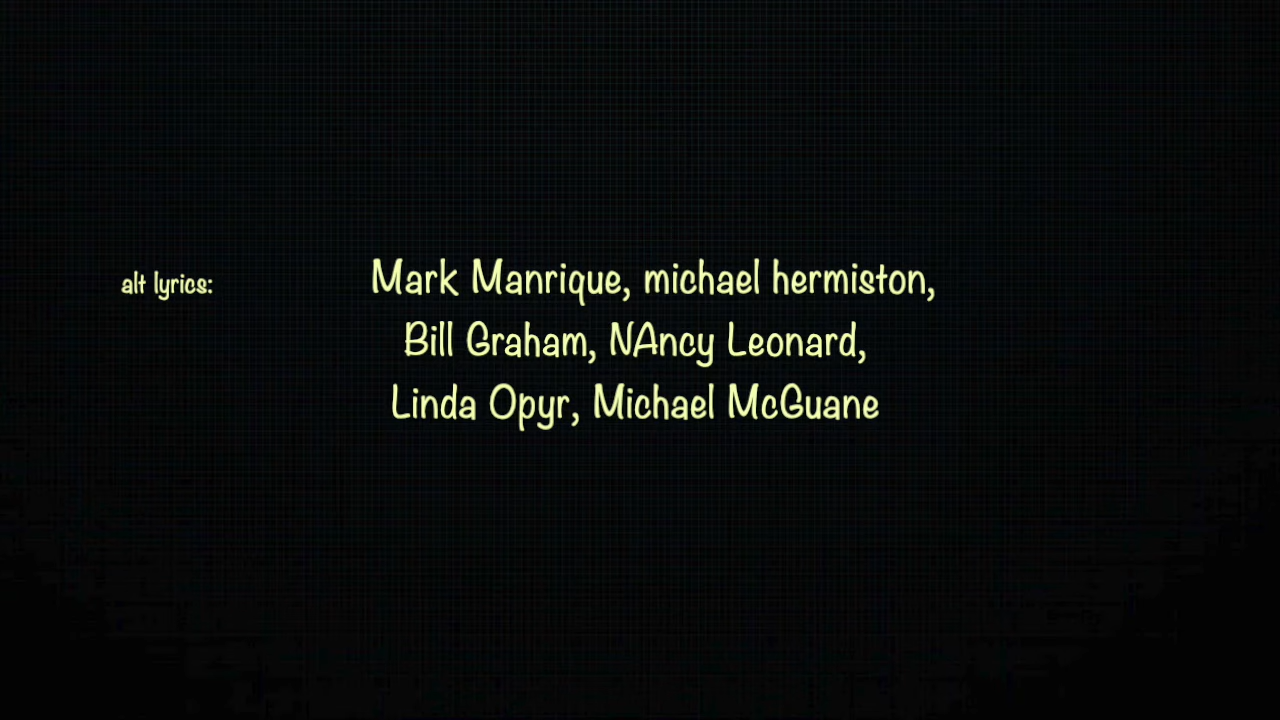 alt lyrics: Mark Manrique, michael hermiston,
Bill Graham, NAncy Leonard,
Linda Opyr, Michael McGuane